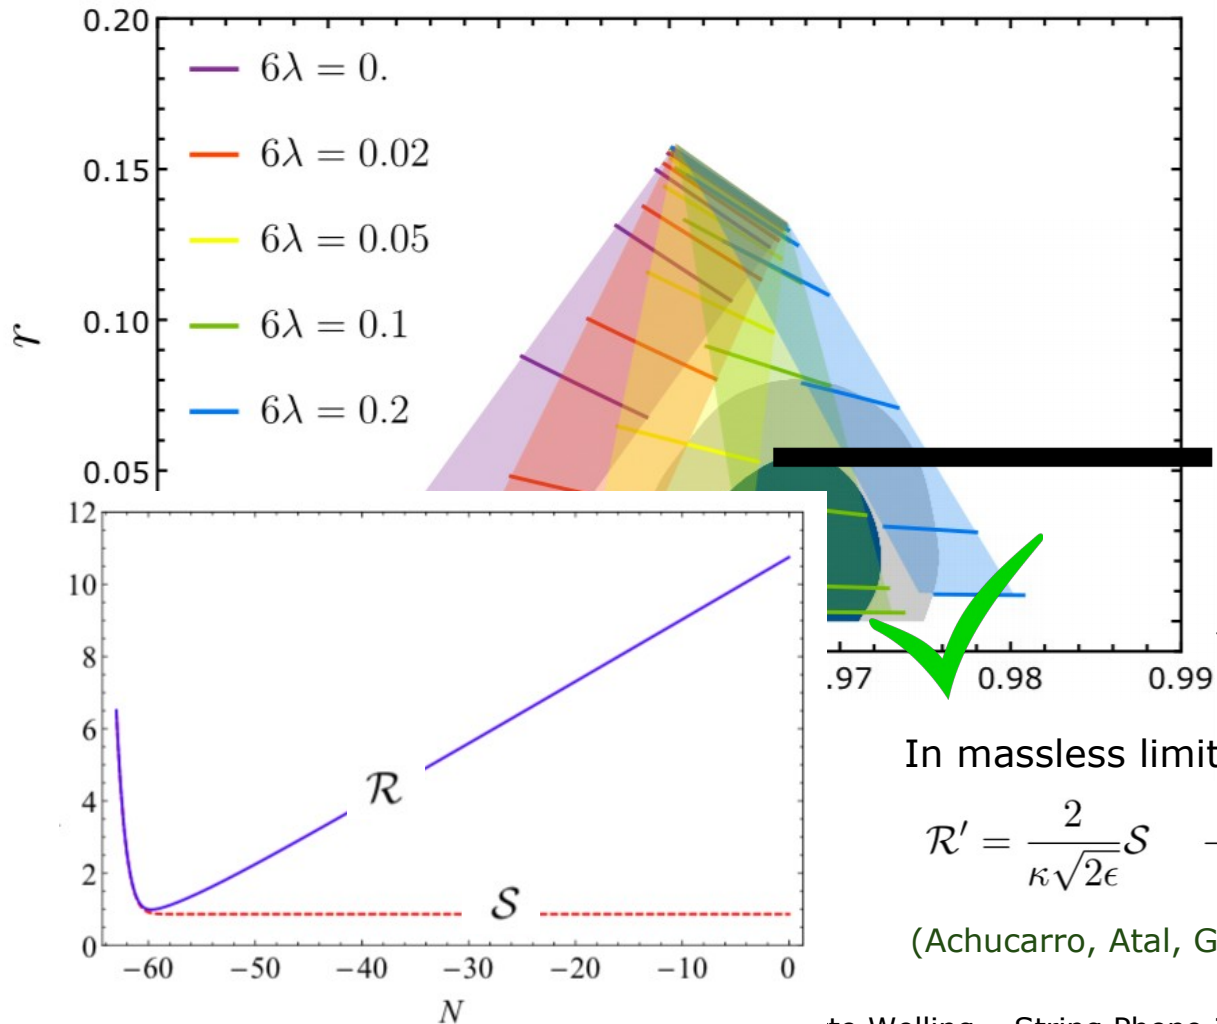 0.20
0.15
0.10
0.05
r
6λ = 0.
6λ = 0.02
6λ = 0.05
6λ = 0.1
6λ = 0.2
.97 0.98 0.99
12
10
8
6
4
2
0
ℛ
𝒮
−60 −50 −40 −30 −20 −10 0
N
In massless limit
ℛ′ = 2/(κ√2ϵ) 𝒮
(Achucarro, Atal, G
Welling